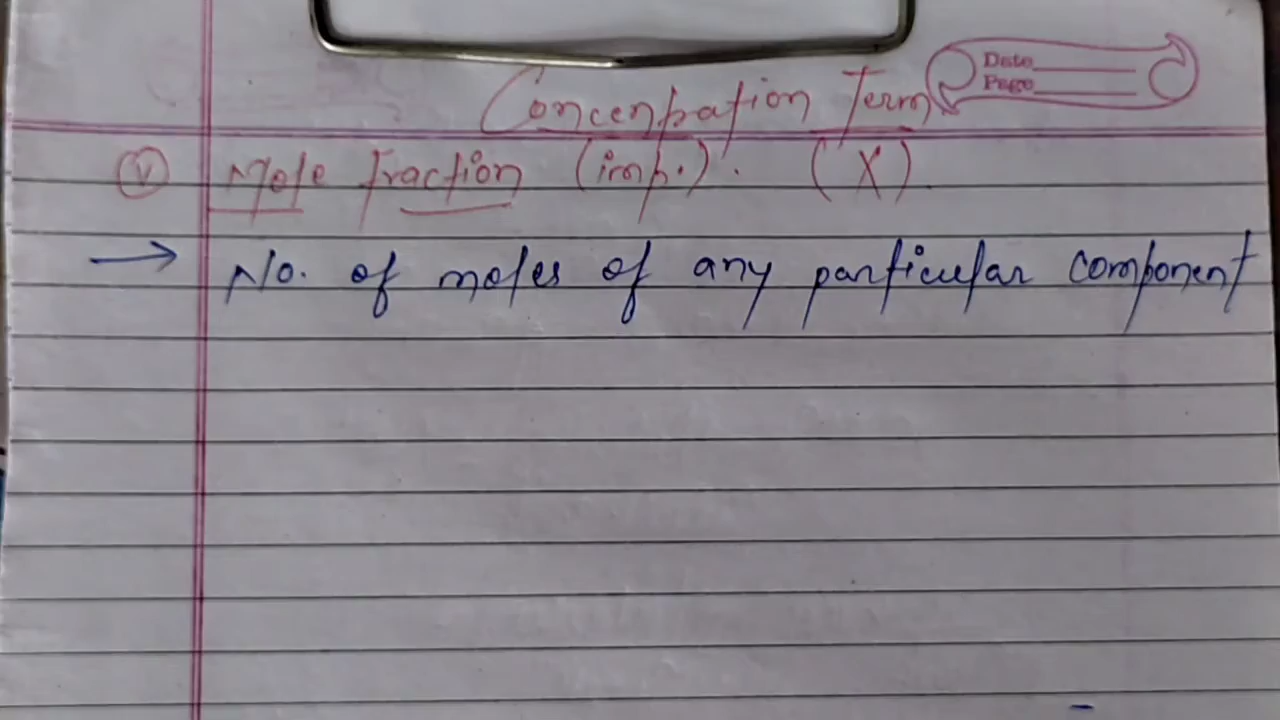 Date
Page
Concentration Term
(v) Mole fraction (imp.). (X).
→ No. of moles of any particular component